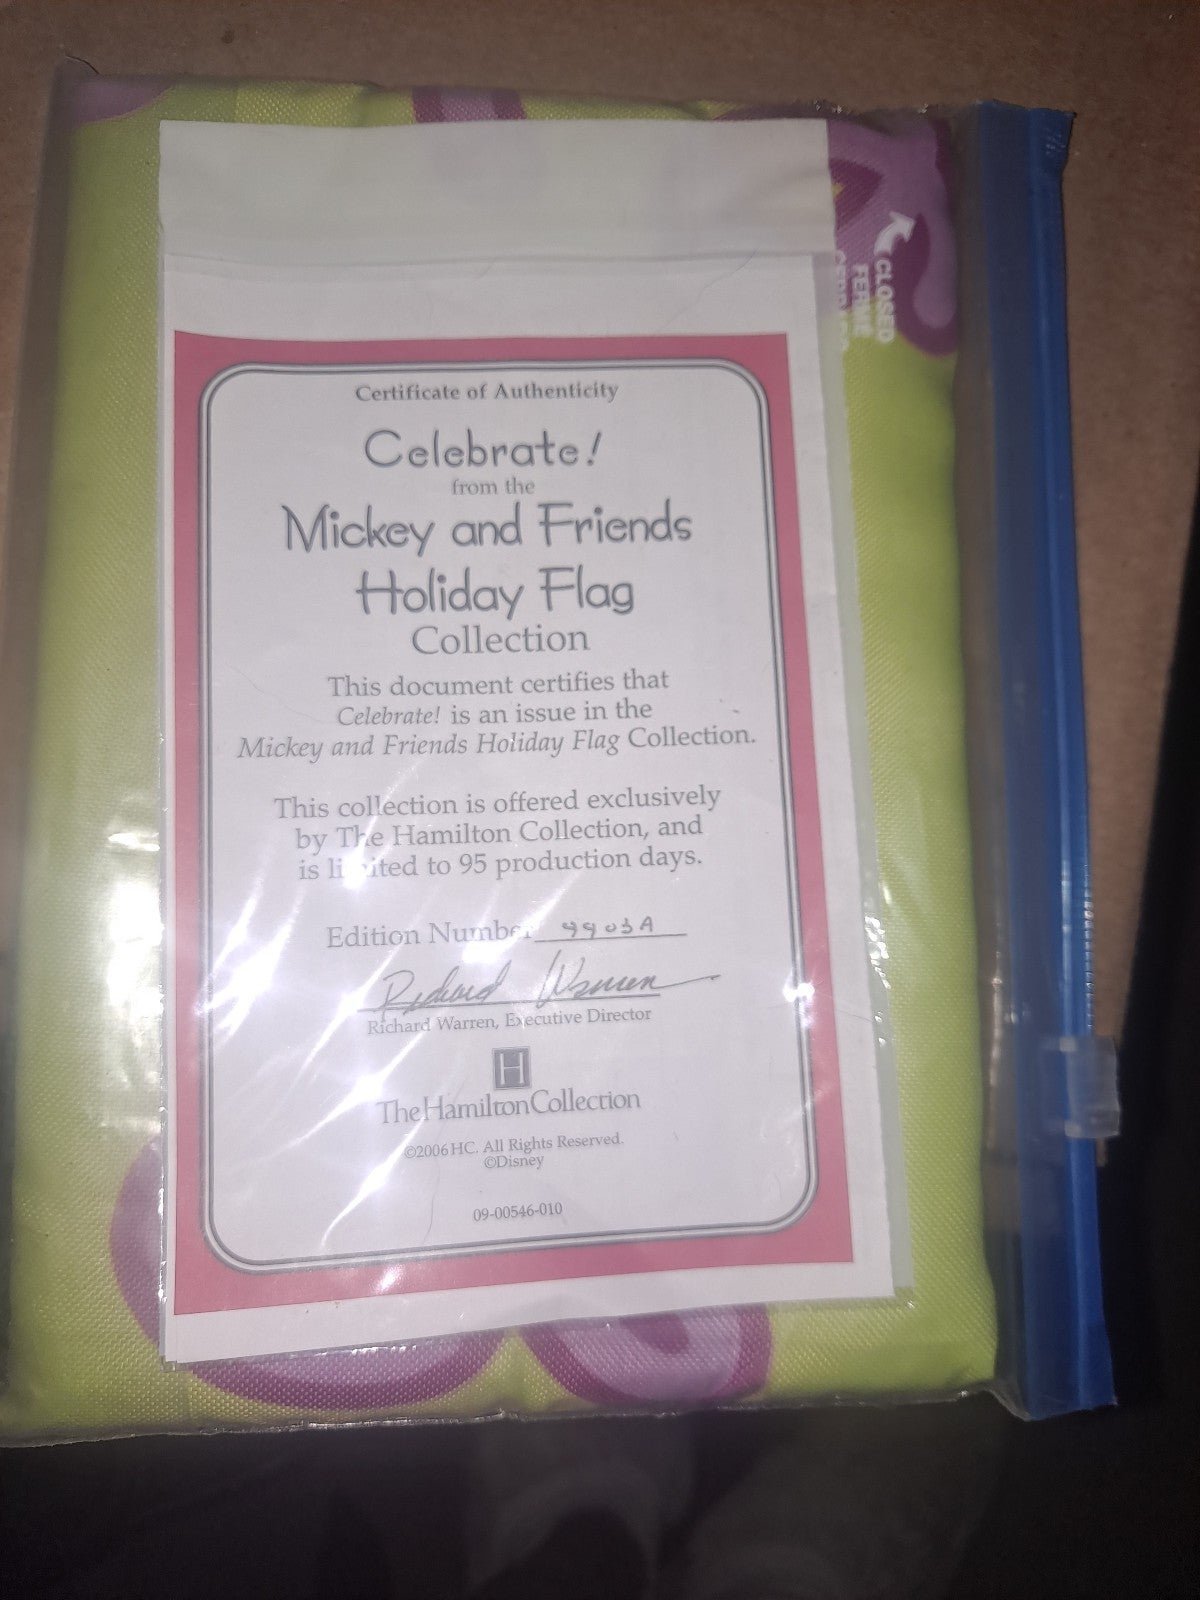 Certificate of Authenticity
Celebrate!
from the
Mickey and Friends
Holiday Flag
Collection
This document certifies that
Celebrate! is an issue in the
Mickey and Friends Holiday Flag Collection.
This collection is offered exclusively
by The Hamilton Collection, and
is limited to 95 production days.
Edition Number 9903A
Richard Warren
Richard Warren, Executive Director
H
The Hamilton Collection
©2006 HC. All Rights Reserved.
©Disney
09-00546-010
CLOSED
FERMÉ